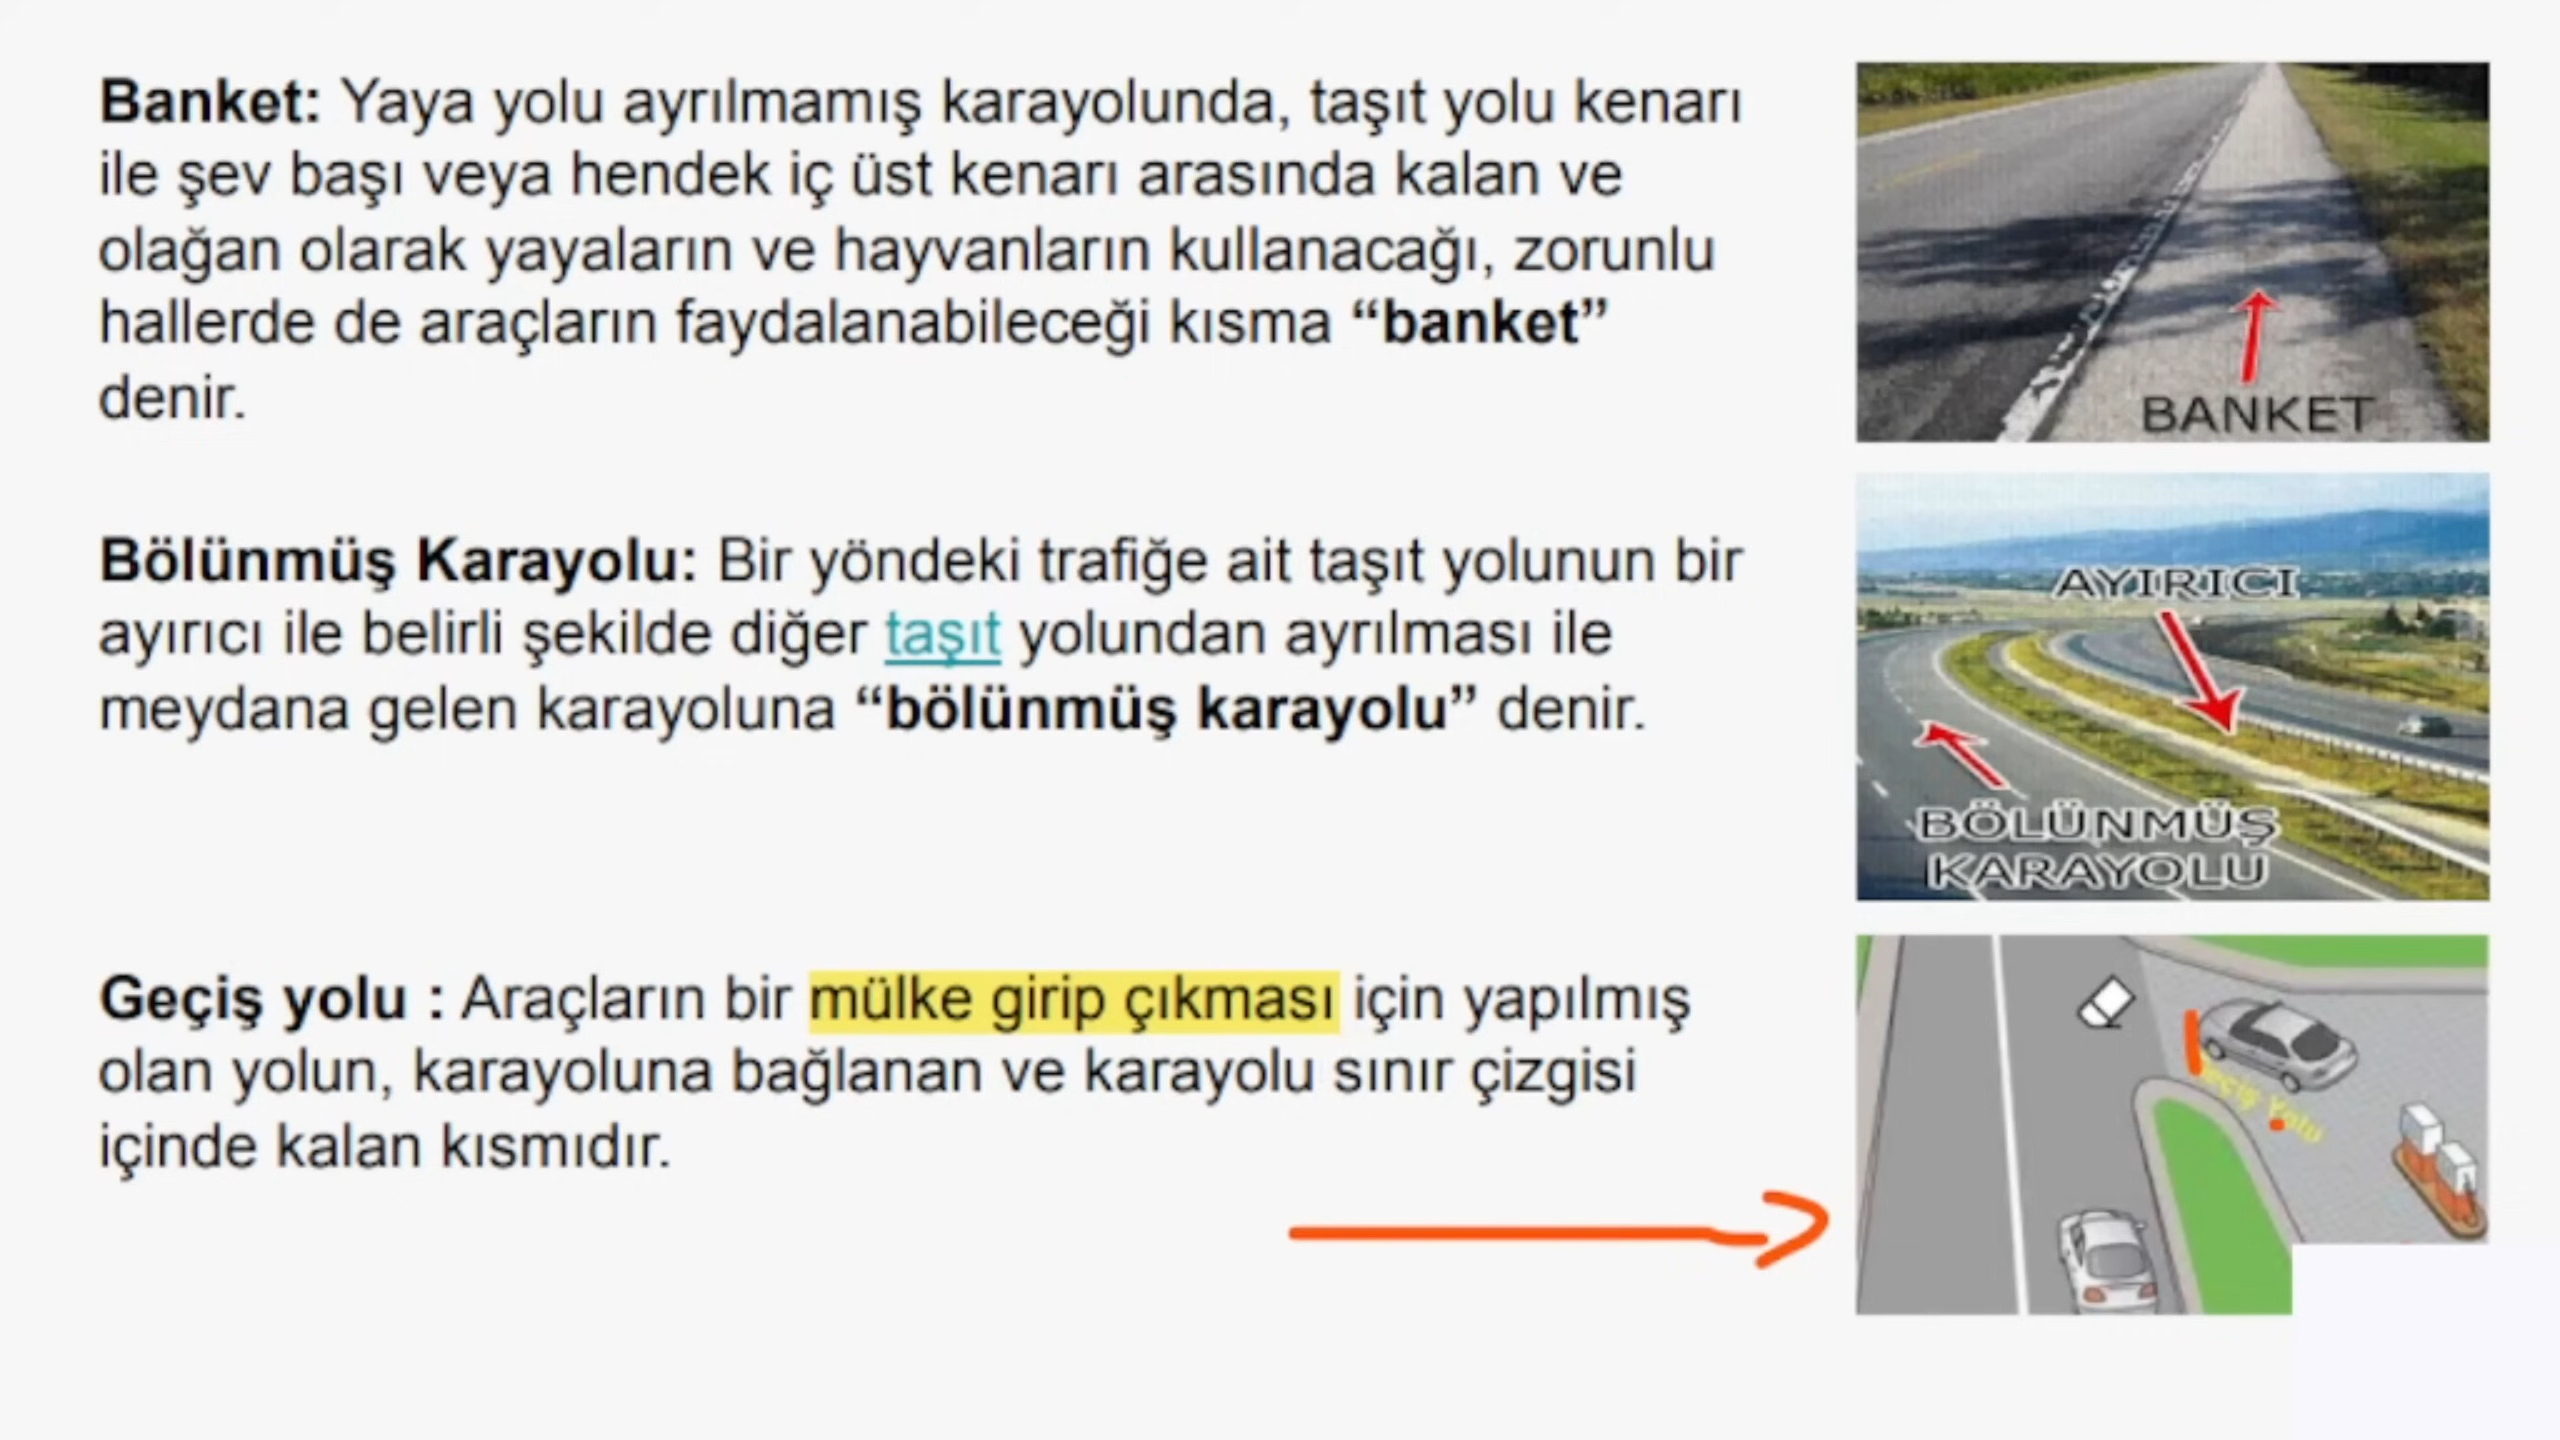 Banket: Yaya yolu ayrılmamış karayolunda, taşıt yolu kenarı
ile şev başı veya hendek iç üst kenarı arasında kalan ve
olağan olarak yayaların ve hayvanların kullanacağı, zorunlu
hallerde de araçların faydalanabileceği kısma “banket”
denir.
BANKET
Bölünmüş Karayolu: Bir yöndeki trafiğe ait taşıt yolunun bir
ayırıcı ile belirli şekilde diğer taşıt yolundan ayrılması ile
meydana gelen karayoluna “bölünmüş karayolu” denir.
AYIRICI
BÖLÜNMÜŞ
KARAYOLU
Geçiş yolu : Araçların bir mülke girip çıkması için yapılmış
olan yolun, karayoluna bağlanan ve karayolu sınır çizgisi
içinde kalan kısmıdır.
Geçiş Yolu